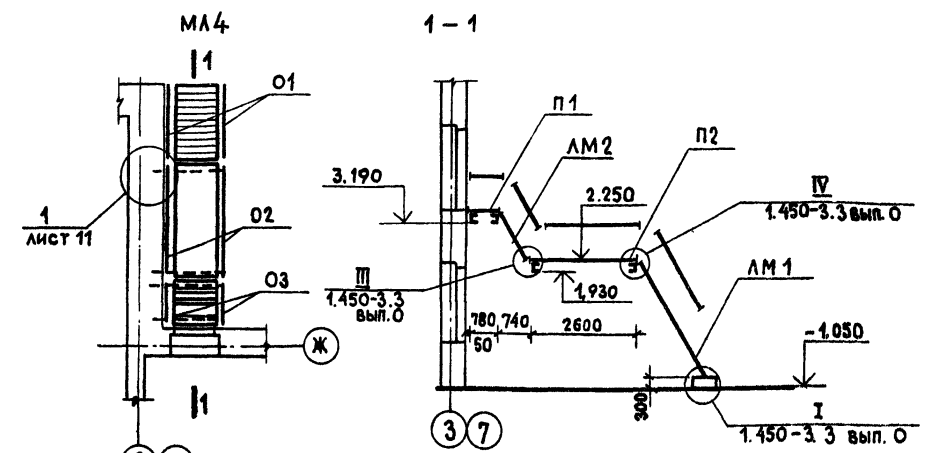 МЛ4
1
О1
1
ЛИСТ 11
О2
О3
Ж
1
1 – 1
П1
ЛМ2
П2
3.190
2.250
IV
1.450-3.3 ВЫП. 0
III
1.450-3.3
ВЫП. 0
1,930
ЛМ1
780 740 2600
50
-1,050
300
I
1.450-3.3 ВЫП. 0
3 7